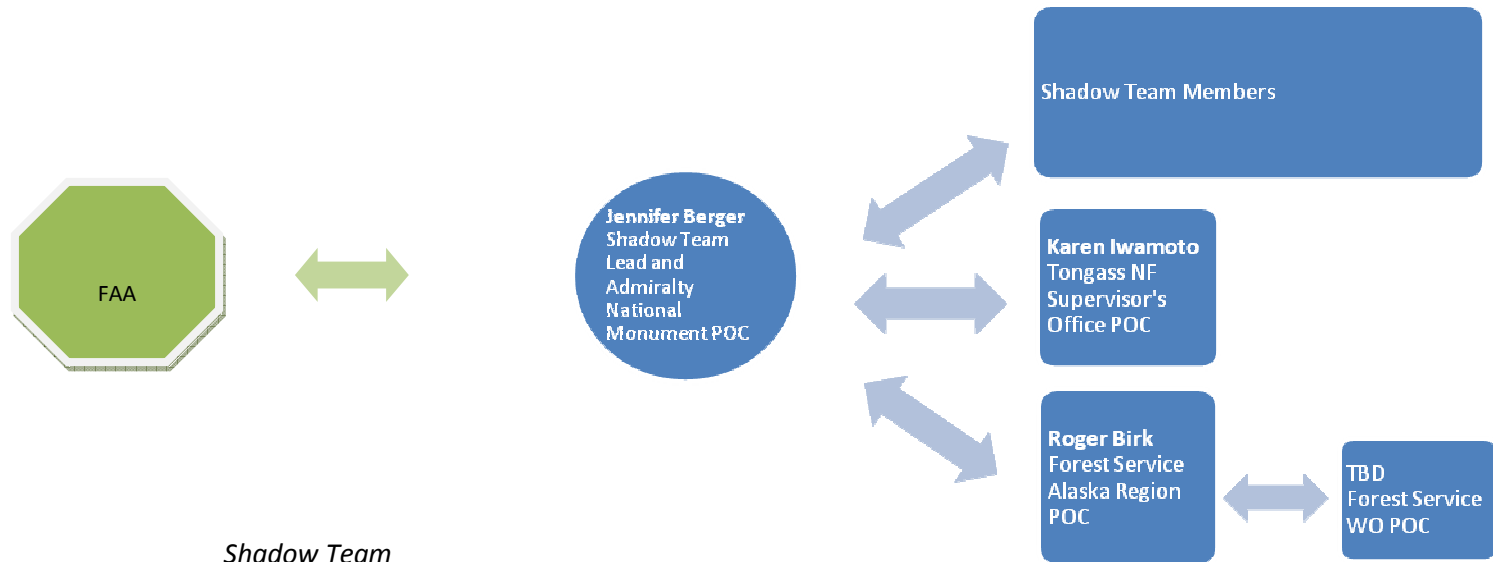 FAA
Jennifer Berger
Shadow Team
Lead and
Admiralty
National
Monument POC
Shadow Team Members
Karen Iwamoto
Tongass NF
Supervisor's
Office POC
Roger Birk
Forest Service
Alaska Region
POC
TBD
Forest Service
WO POC
Shadow Team